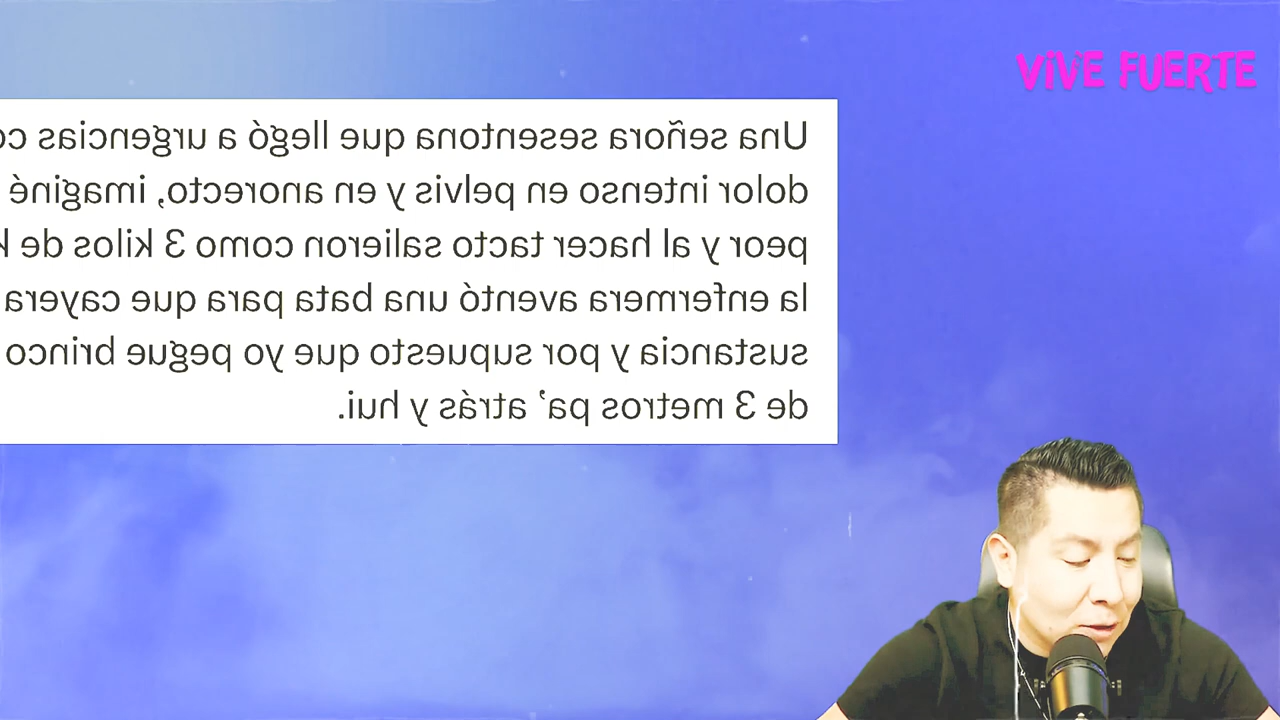 VIVE FUERTE
Una señora sesentona que llegó a urgencias
dolor intenso en pelvis y en anorecto, imaginé
peor y al hacer tacto salieron como 3 kilos de
la enfermera aventó una bata para que cayera
sustancia y por supuesto que yo pegue brinco
de 3 metros pa’ atrás y hui.